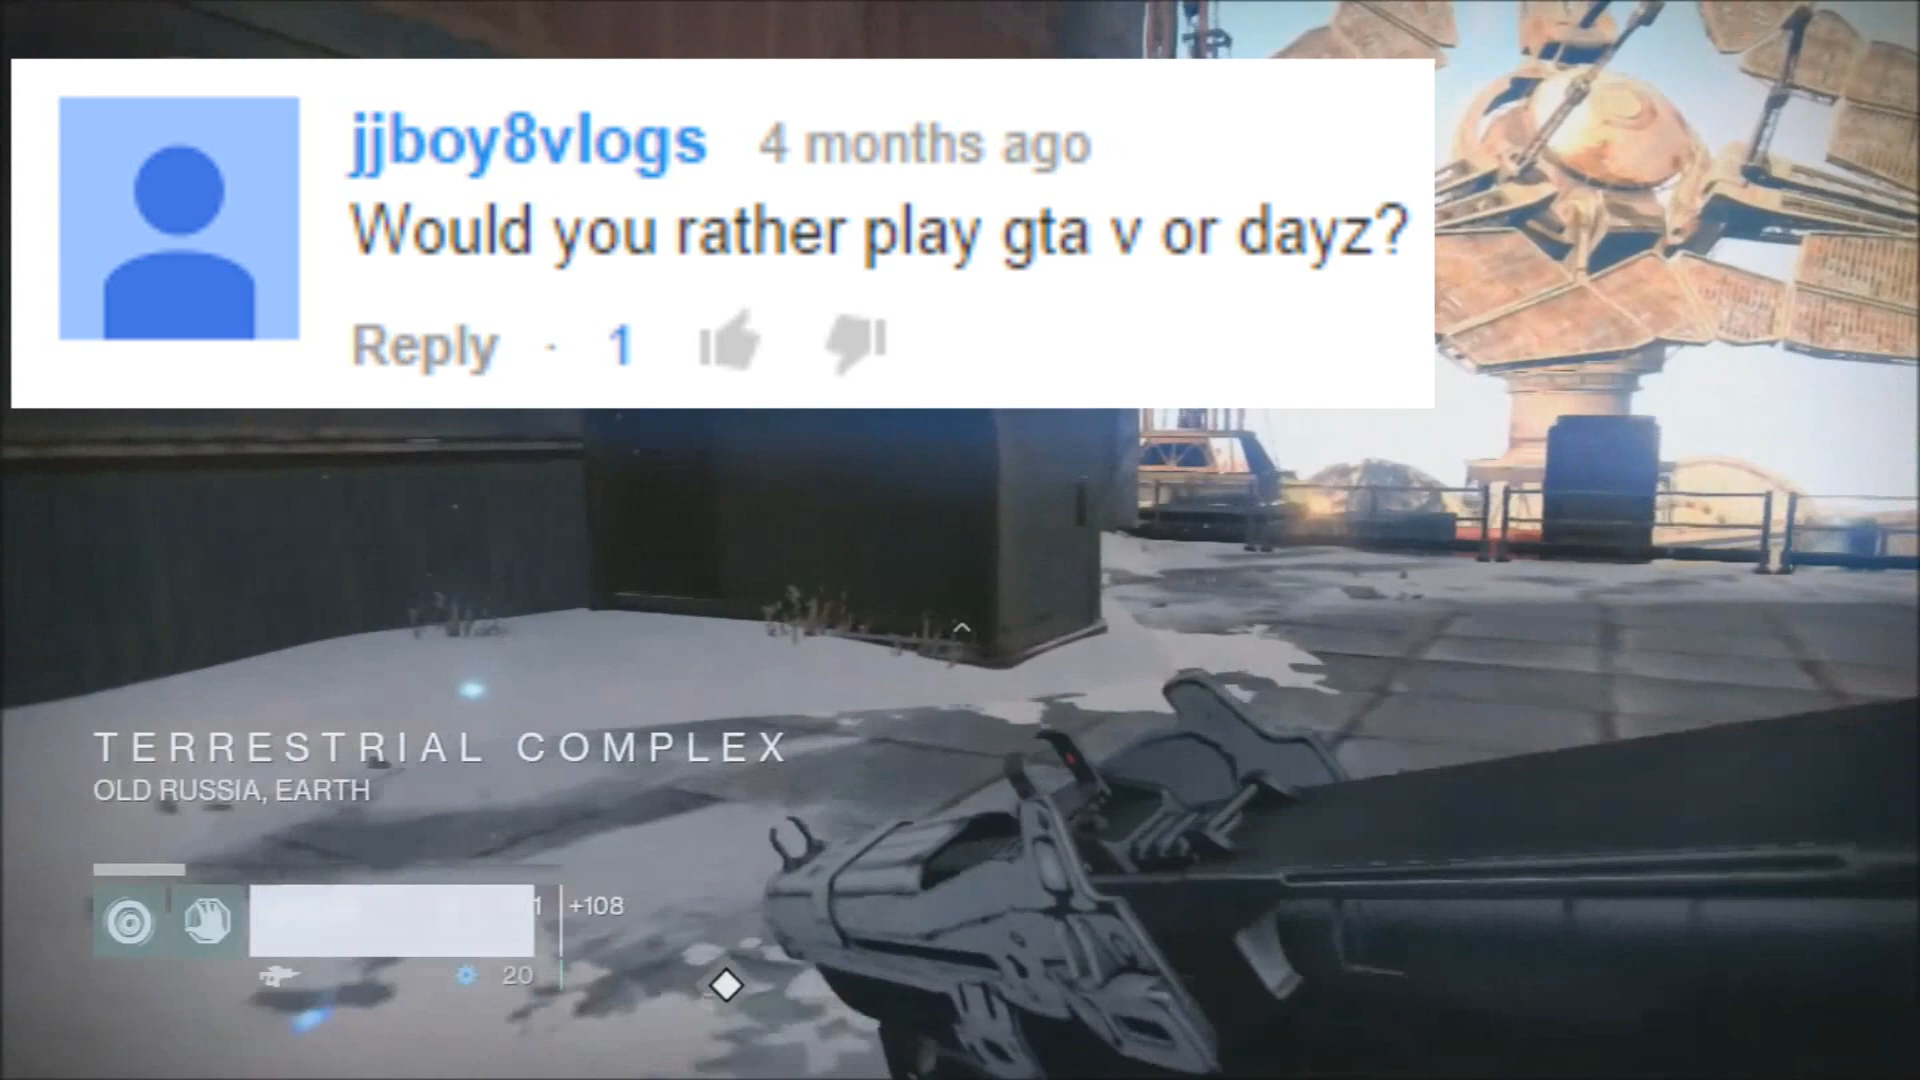 jjboy8vlogs 4 months ago
Would you rather play gta v or dayz?
Reply · 1
TERRESTRIAL COMPLEX
OLD RUSSIA, EARTH
1 +108
20